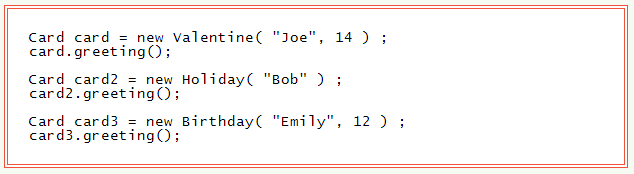 Card card = new Valentine( "Joe", 14 ) ;
card.greeting();
Card card2 = new Holiday( "Bob" ) ;
card2.greeting();
Card card3 = new Birthday( "Emily", 12 ) ;
card3.greeting();